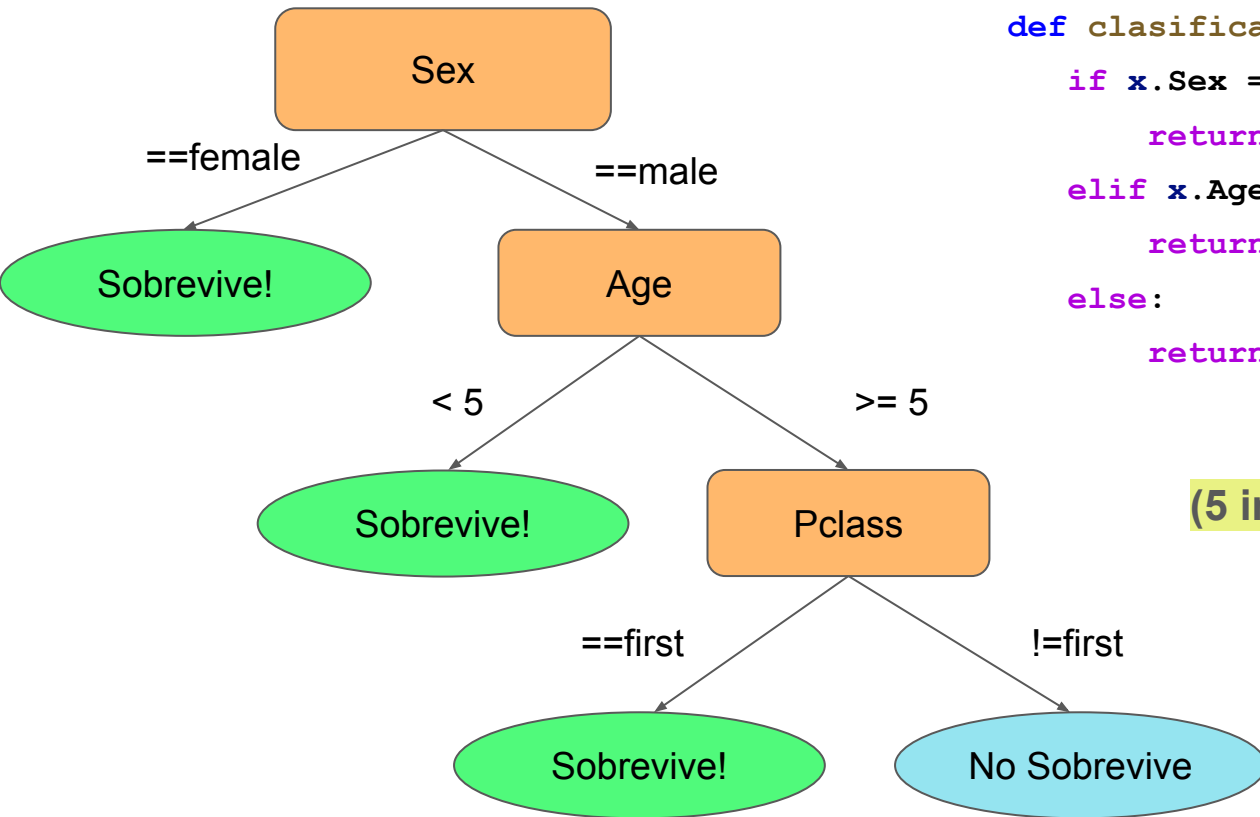 Sex
==female
==male
Sobrevive!
Age
< 5
>= 5
Sobrevive!
Pclass
==first
!=first
Sobrevive!
No Sobrevive
def clasifica
if x.Sex =
return
elif x.Age
return
else:
return
(5 i